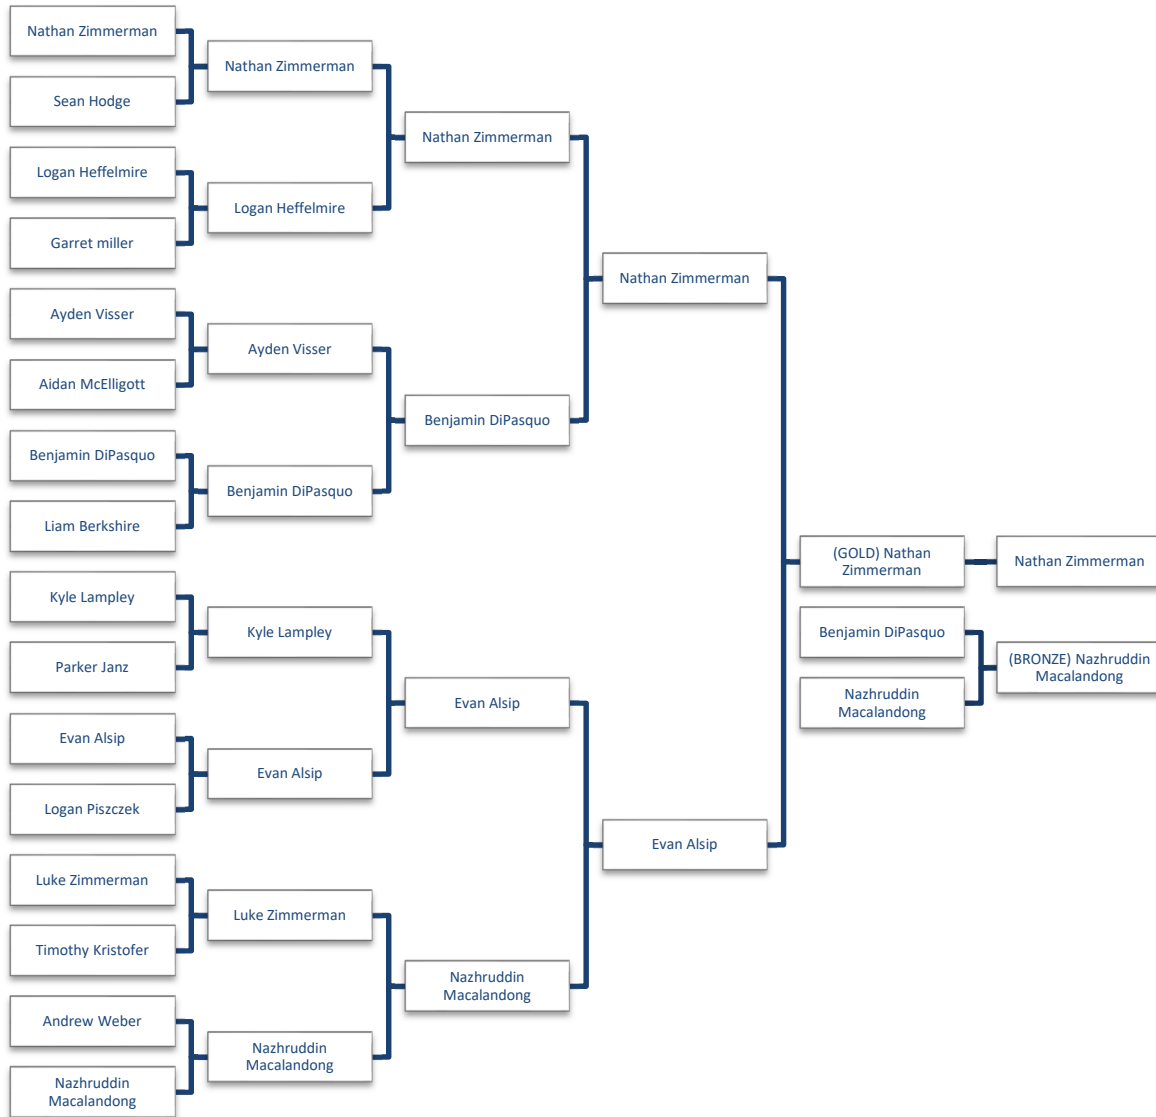 Nathan Zimmerman
Sean Hodge
Logan Heffelmire
Garret miller
Ayden Visser
Aidan McElligott
Benjamin DiPasquo
Liam Berkshire
Kyle Lampley
Parker Janz
Evan Alsip
Logan Piszczek
Luke Zimmerman
Timothy Kristofer
Andrew Weber
Nazhruddin
Macalandong
Nathan Zimmerman
Logan Heffelmire
Ayden Visser
Benjamin DiPasquo
Kyle Lampley
Evan Alsip
Luke Zimmerman
Nazhruddin
Macalandong
Nathan Zimmerman
Benjamin DiPasquo
Evan Alsip
Nazhruddin
Macalandong
Nathan Zimmerman
Evan Alsip
(GOLD) Nathan
Zimmerman
Benjamin DiPasquo
Nazhruddin
Macalandong
Nathan Zimmerman
(BRONZE) Nazhruddin
Macalandong